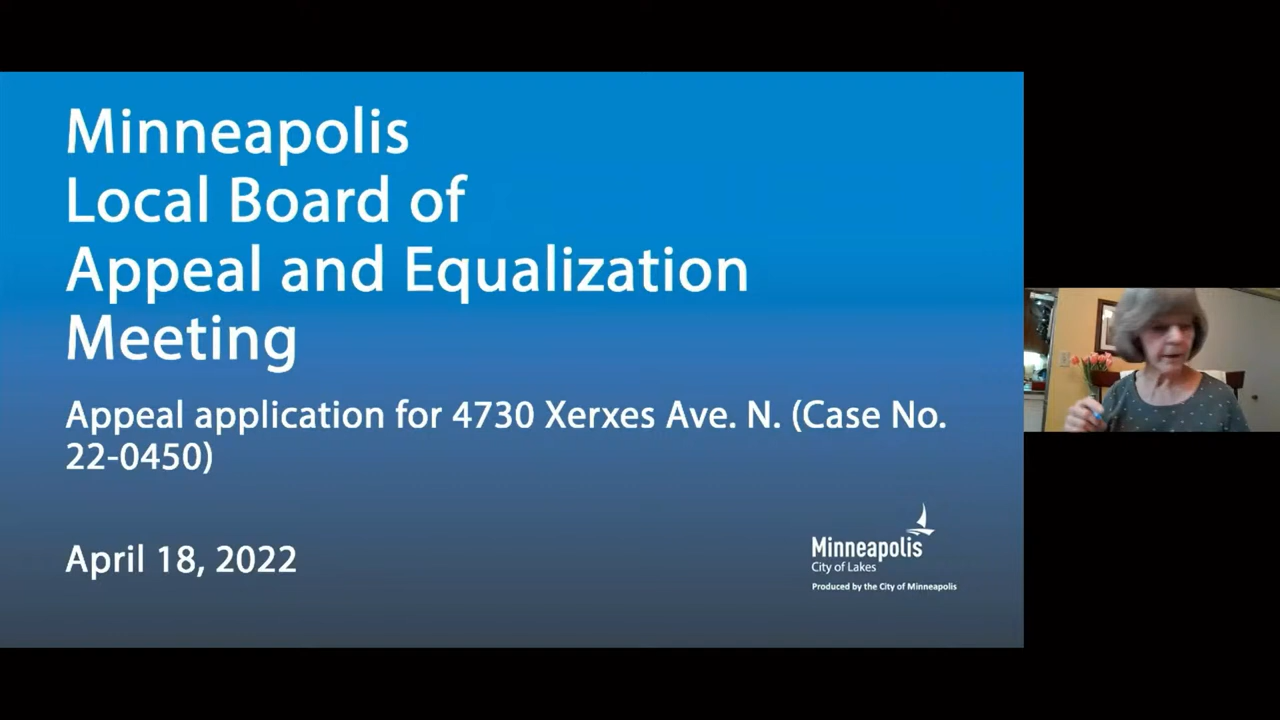 Minneapolis
Local Board of
Appeal and Equalization
Meeting
Appeal application for 4730 Xerxes Ave. N. (Case No.
22-0450)
April 18, 2022
Minneapolis
City of Lakes
Produced by the City of Minneapolis